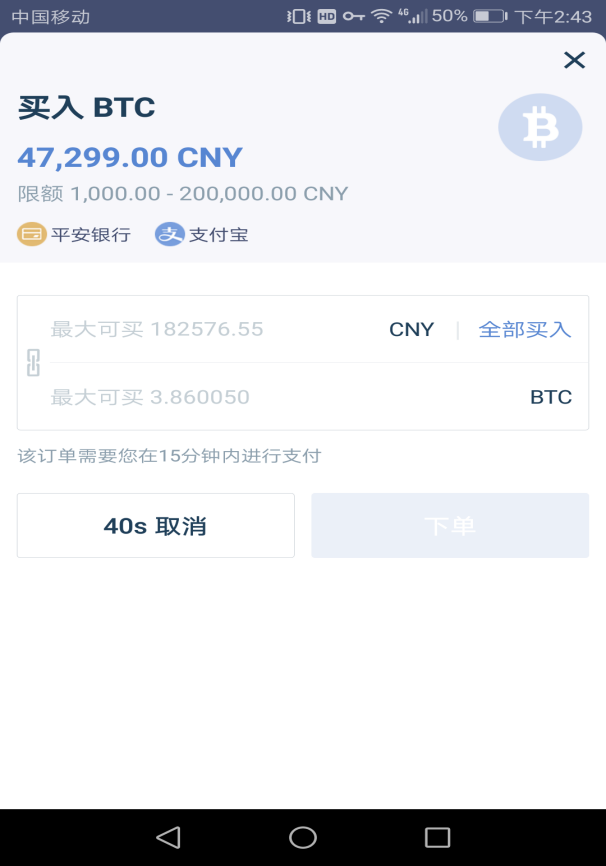 中国移动 HD 4G 50% 下午2:43
买入 BTC
47,299.00 CNY
限额 1,000.00 - 200,000.00 CNY
平安银行 支 支付宝
最大可买 182576.55 CNY 全部买入
最大可买 3.860050 BTC
该订单需要您在15分钟内进行支付
40s 取消 下单